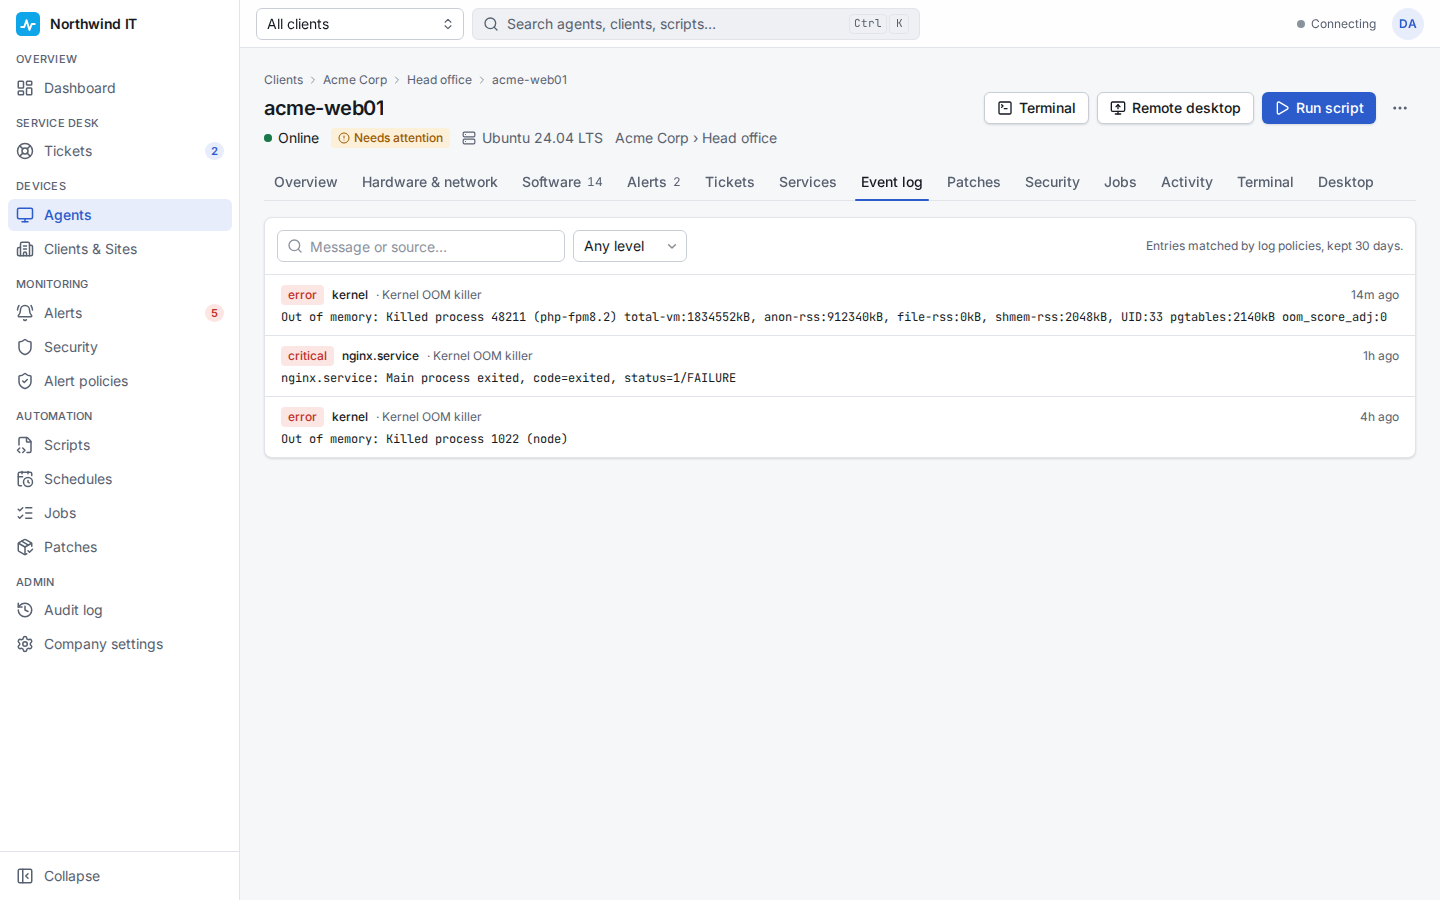 Northwind IT
OVERVIEW
Dashboard
SERVICE DESK
Tickets 2
DEVICES
Agents
Clients & Sites
MONITORING
Alerts 5
Security
Alert policies
AUTOMATION
Scripts
Schedules
Jobs
Patches
ADMIN
Audit log
Company settings
Collapse
All clients
Search agents, clients, scripts... Ctrl K
Connecting
DA
Clients > Acme Corp > Head office > acme-web01
acme-web01
Terminal Remote desktop Run script ...
Online Needs attention Ubuntu 24.04 LTS Acme Corp › Head office
Overview Hardware & network Software 14 Alerts 2 Tickets Services Event log Patches Security Jobs Activity Terminal Desktop
Message or source... Any level Entries matched by log policies, kept 30 days.
error kernel · Kernel OOM killer 14m ago
Out of memory: Killed process 48211 (php-fpm8.2) total-vm:1834552kB, anon-rss:912340kB, file-rss:0kB, shmem-rss:2048kB, UID:33 pgtables:2140kB oom_score_adj:0
critical nginx.service · Kernel OOM killer 1h ago
nginx.service: Main process exited, code=exited, status=1/FAILURE
error kernel · Kernel OOM killer 4h ago
Out of memory: Killed process 1022 (node)